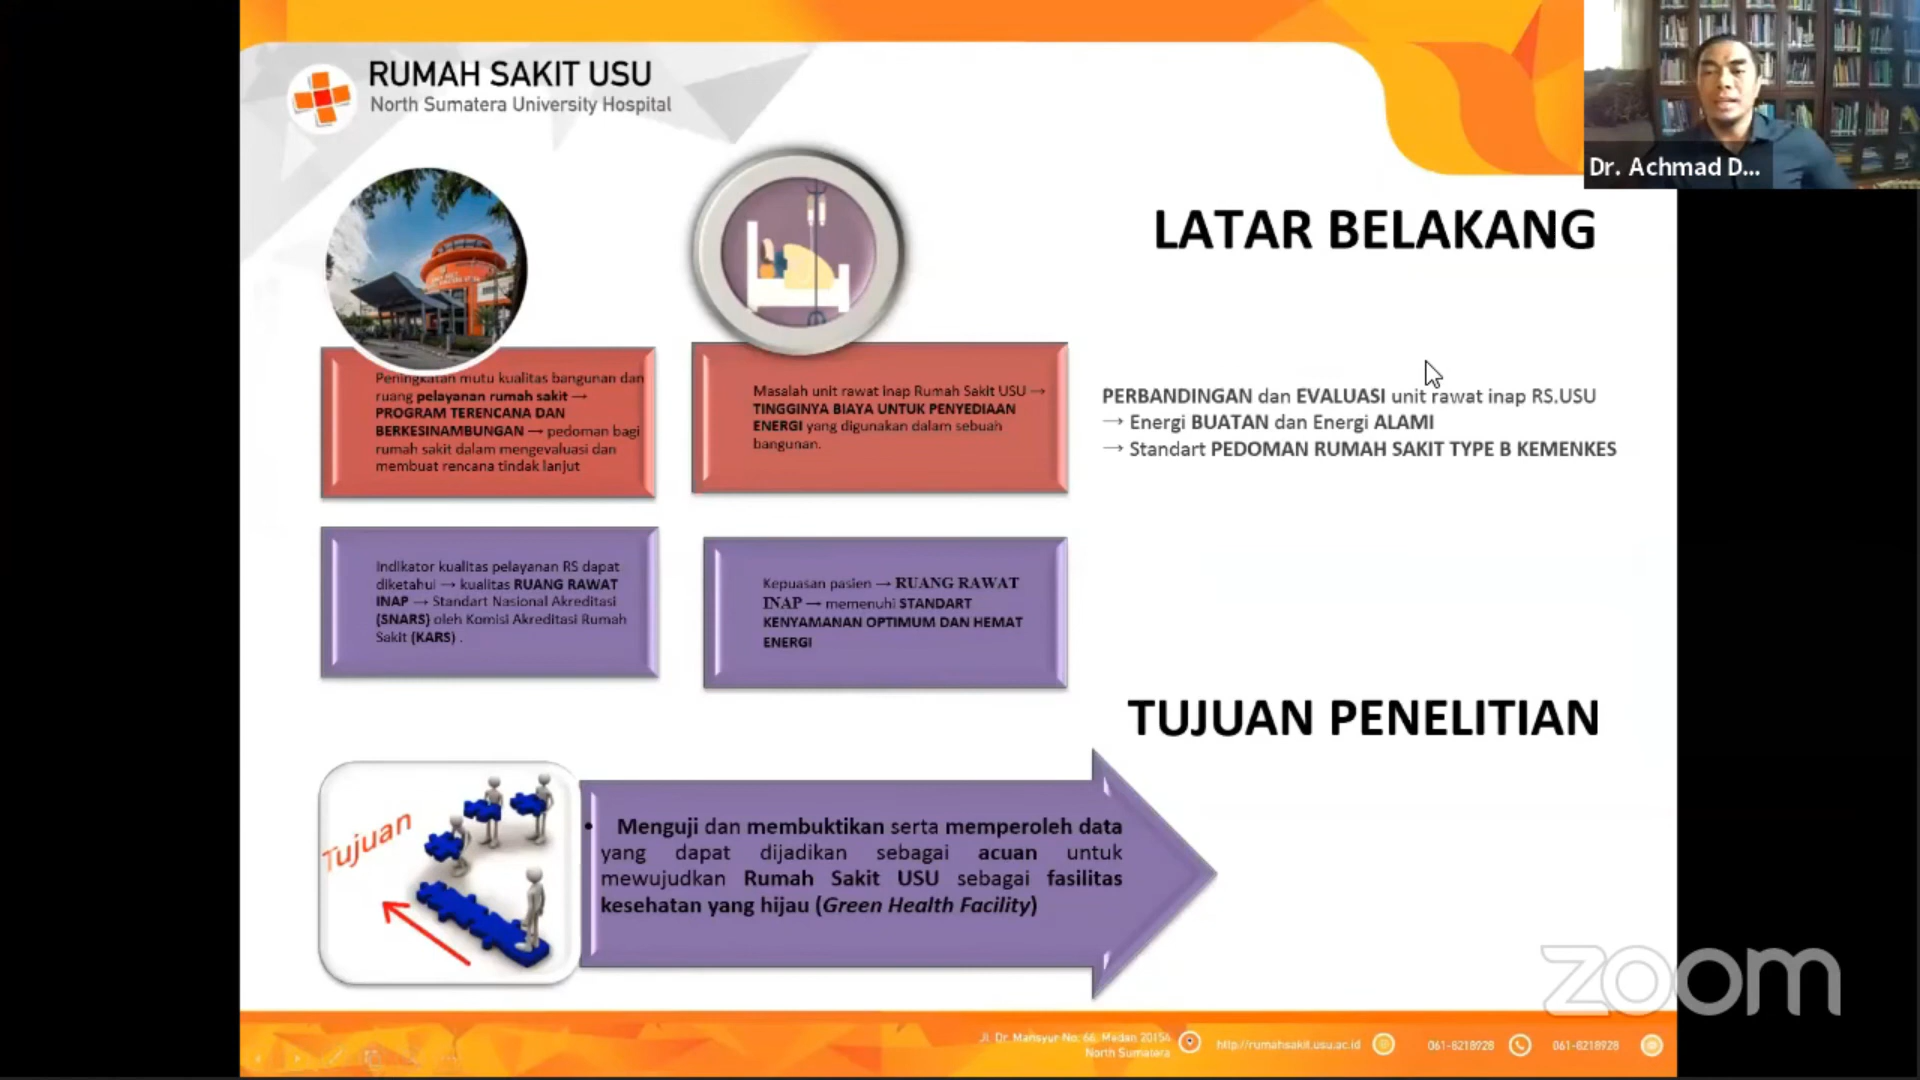 RUMAH SAKIT USU
North Sumatera University Hospital
Dr. Achmad D...
LATAR BELAKANG
Peningkatan mutu kualitas bangunan dan
ruang pelayanan rumah sakit →
PROGRAM TERENCANA DAN
BERKESINAMBUNGAN → pedoman bagi
rumah sakit dalam mengevaluasi dan
membuat rencana tindak lanjut
Masalah unit rawat inap Rumah Sakit USU →
TINGGINYA BIAYA UNTUK PENYEDIAAN
ENERGI yang digunakan dalam sebuah
bangunan.
PERBANDINGAN dan EVALUASI unit rawat inap RS.USU
→ Energi BUATAN dan Energi ALAMI
→ Standart PEDOMAN RUMAH SAKIT TYPE B KEMENKES
Indikator kualitas pelayanan RS dapat
diketahui → kualitas RUANG RAWAT
INAP → Standart Nasional Akreditasi
(SNARS) oleh Komisi Akreditasi Rumah
Sakit (KARS) .
Kepuasan pasien → RUANG RAWAT
INAP → memenuhi STANDART
KENYAMANAN OPTIMUM DAN HEMAT
ENERGI
TUJUAN PENELITIAN
Tujuan
• Menguji dan membuktikan serta memperoleh data
yang dapat dijadikan sebagai acuan untuk
mewujudkan Rumah Sakit USU sebagai fasilitas
kesehatan yang hijau (Green Health Facility)
zoom
Jl. Dr. Mansyur No. 66, Medan 20154
North Sumatera
http://rumahsakit.usu.ac.id
061-8218928
061-8218928